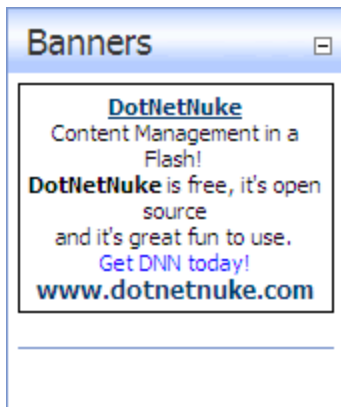 Banners
DotNetNuke
Content Management in a
Flash!
DotNetNuke is free, it's open
source
and it's great fun to use.
Get DNN today!
www.dotnetnuke.com